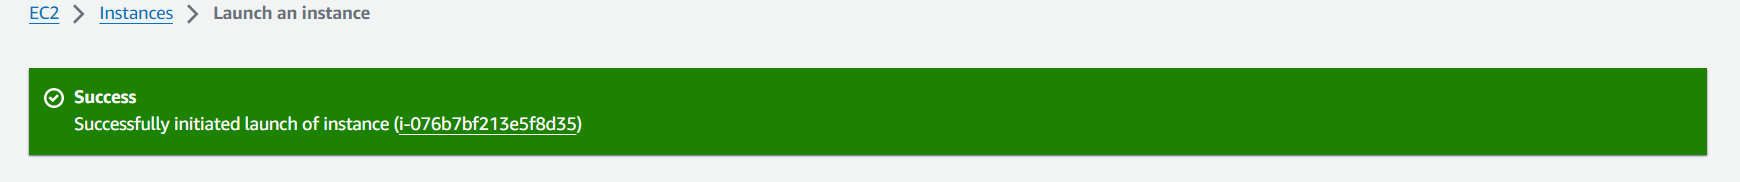 EC2 > Instances > Launch an instance
Success
Successfully initiated launch of instance (i-076b7bf213e5f8d35)